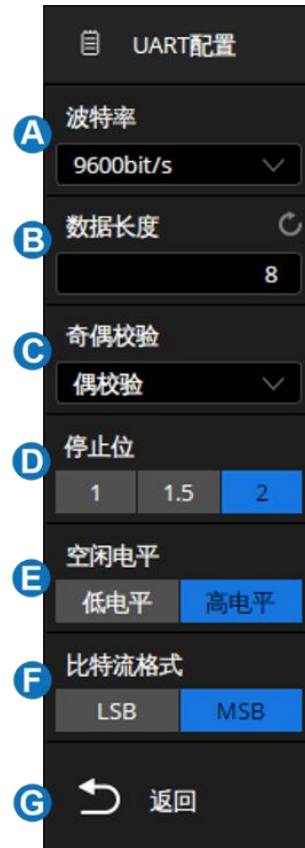 UART配置
A
波特率
9600bit/s
B
数据长度
8
C
奇偶校验
偶校验
D
停止位
1 1.5 2
E
空闲电平
低电平 高电平
F
比特流格式
LSB MSB
G
返回